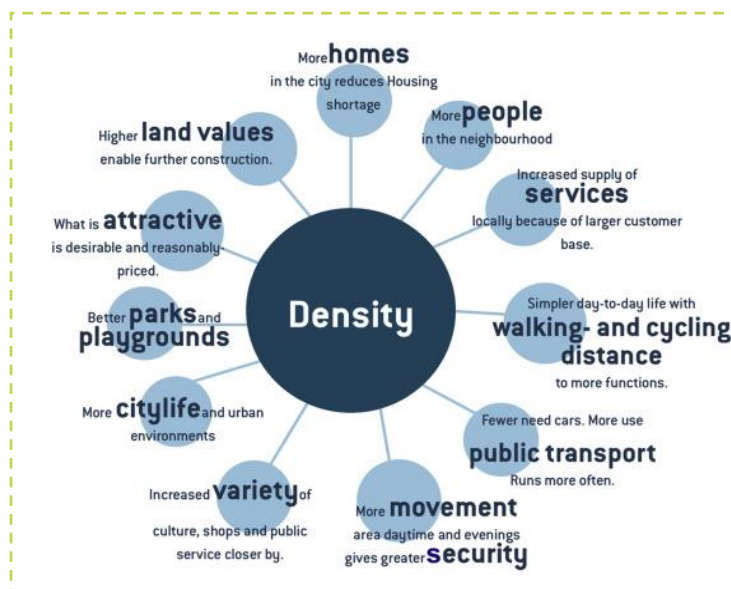 More homes
in the city reduces Housing
shortage
More people
in the neighbourhood
Increased supply of
services
locally because of larger customer
base.
Simpler day-to-day life with
walking- and cycling
distance
to more functions.
Fewer need cars. More use
public transport
Runs more often.
More movement
area daytime and evenings
gives greater security
Increased variety of
culture, shops and public
service closer by.
More citylife and urban
environments
Better parks and
playgrounds
What is attractive
is desirable and reasonably-
priced.
Higher land values
enable further construction.
Density